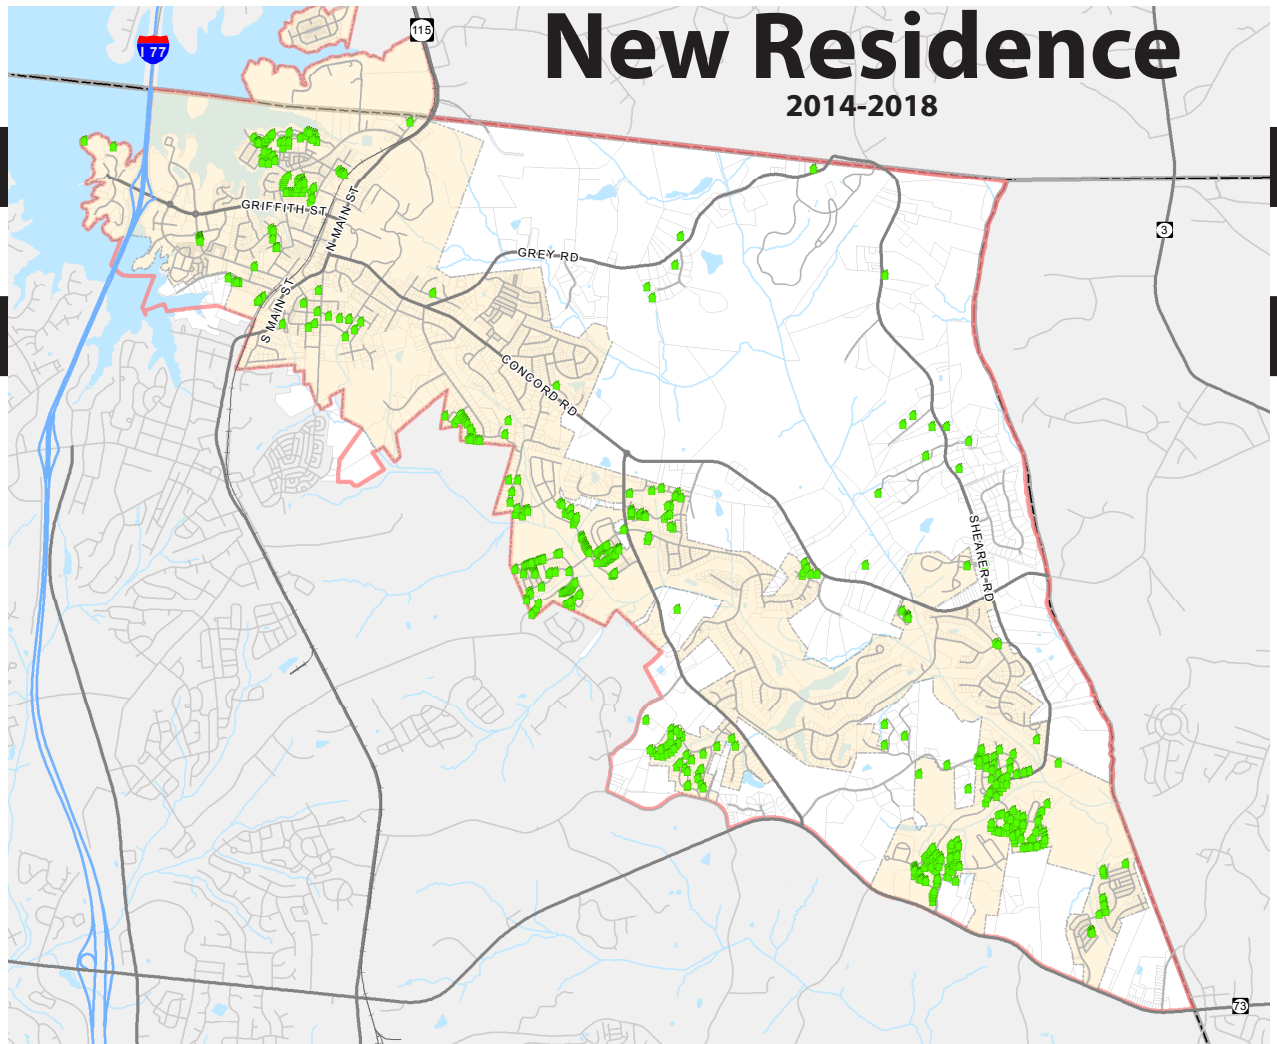 New Residence
2014-2018
115
I 77
3
GRIFFITH ST
N MAIN ST
GREY RD
S MAIN ST
CONCORD RD
SHEARER RD
73